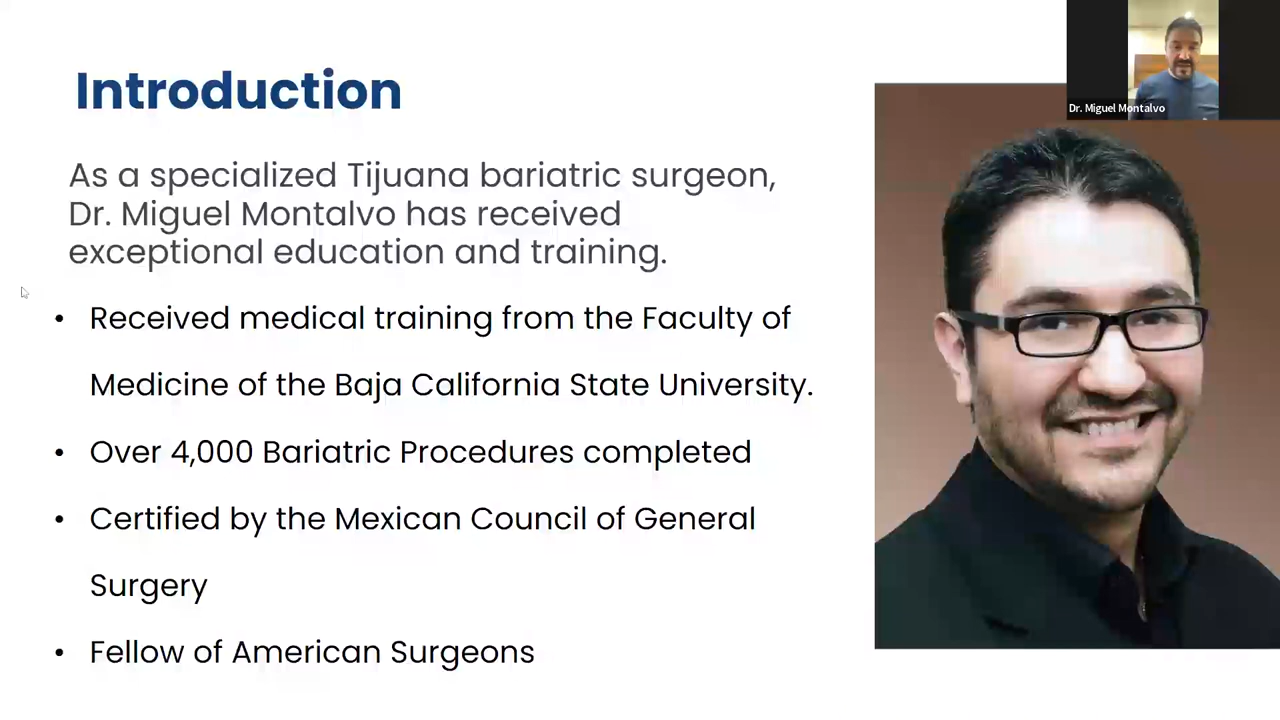 Introduction
As a specialized Tijuana bariatric surgeon,
Dr. Miguel Montalvo has received
exceptional education and training.
• Received medical training from the Faculty of
Medicine of the Baja California State University.
• Over 4,000 Bariatric Procedures completed
• Certified by the Mexican Council of General
Surgery
• Fellow of American Surgeons
Dr. Miguel Montalvo